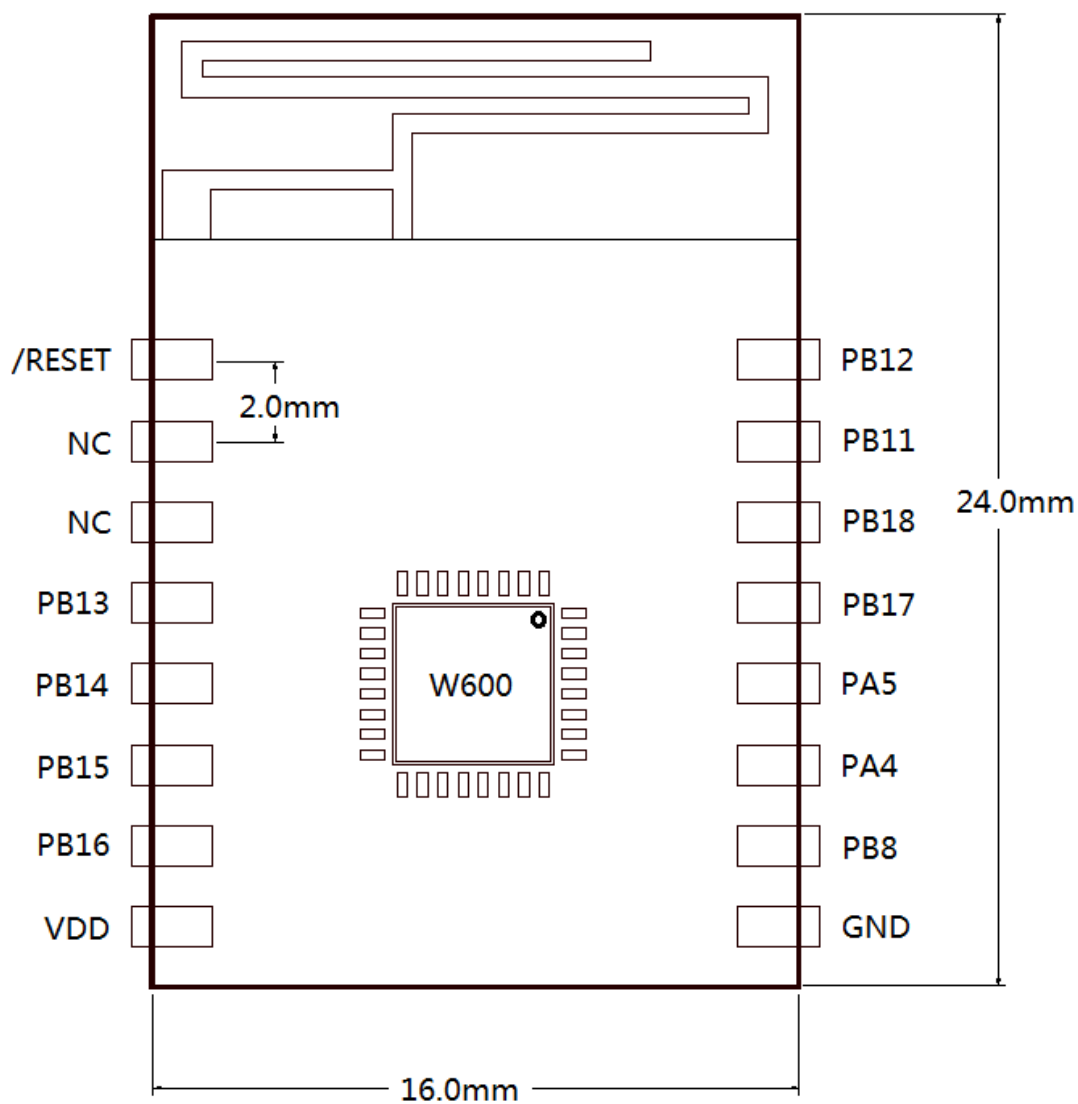 /RESET
PB12
2.0mm
NC
PB11
NC
PB18
24.0mm
PB13
PB17
PB14
W600
PA5
PB15
PA4
PB16
PB8
VDD
GND
16.0mm